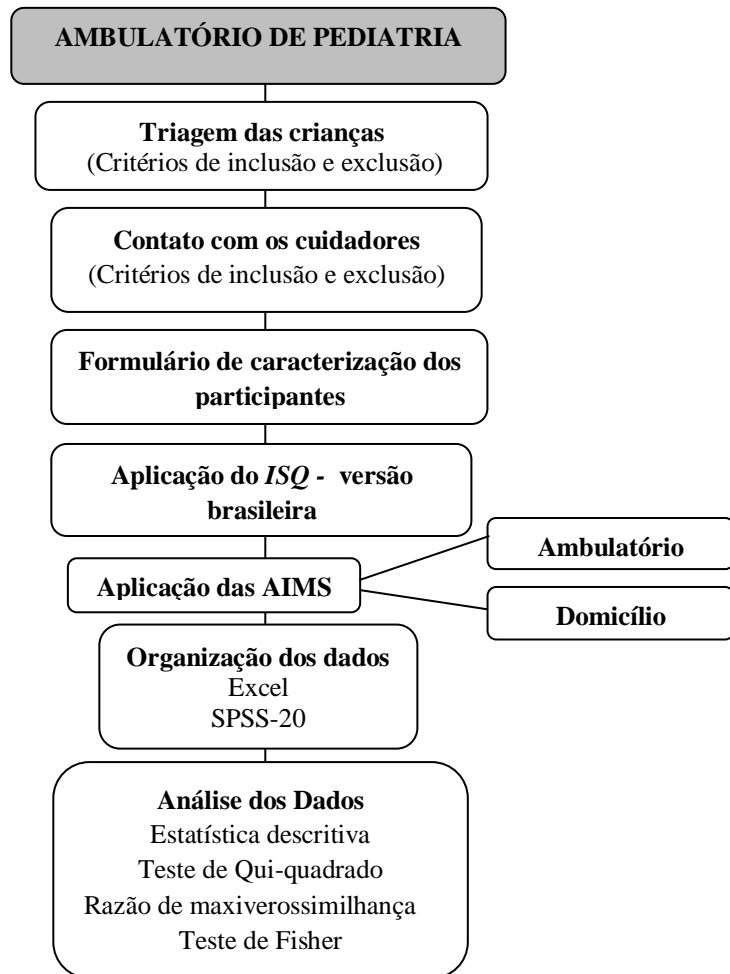 AMBULATÓRIO DE PEDIATRIA
Triagem das crianças
(Critérios de inclusão e exclusão)
Contato com os cuidadores
(Critérios de inclusão e exclusão)
Formulário de caracterização dos
participantes
Aplicação do ISQ - versão
brasileira
Aplicação das AIMS
Ambulatório
Domicílio
Organização dos dados
Excel
SPSS-20
Análise dos Dados
Estatística descritiva
Teste de Qui-quadrado
Razão de maxiverossimilhança
Teste de Fisher